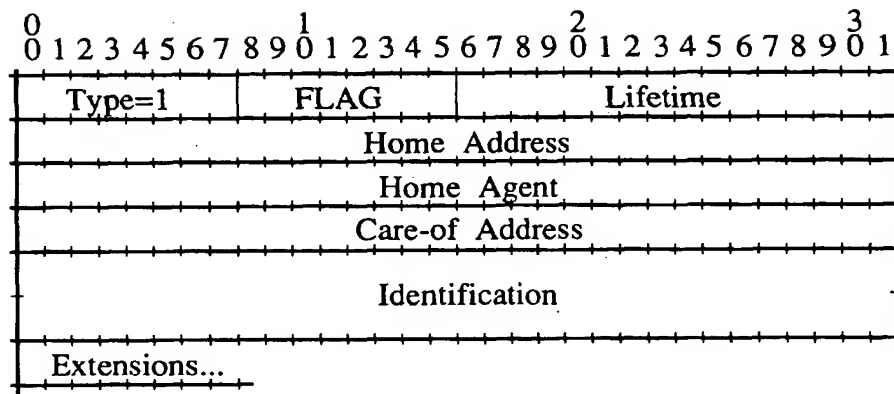 0 1 2 3
0 1 2 3 4 5 6 7 8 9 0 1 2 3 4 5 6 7 8 9 0 1 2 3 4 5 6 7 8 9 0 1
Type=1 FLAG Lifetime
Home Address
Home Agent
Care-of Address
Identification
Extensions...